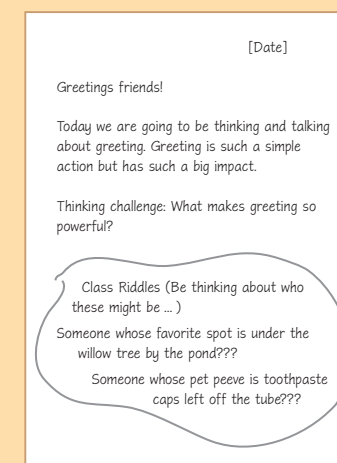 [Date]
Greetings friends!
Today we are going to be thinking and talking
about greeting. Greeting is such a simple
action but has such a big impact.
Thinking challenge: What makes greeting so
powerful?
Class Riddles (Be thinking about who
these might be ... )
Someone whose favorite spot is under the
willow tree by the pond???
Someone whose pet peeve is toothpaste
caps left off the tube???